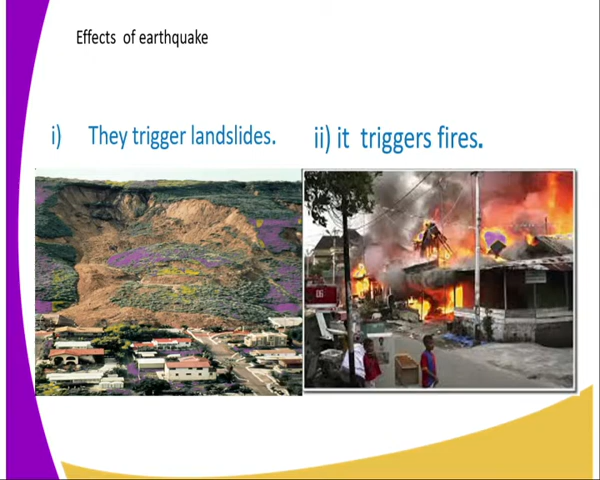 Effects of earthquake
i) They trigger landslides.
ii) it triggers fires.